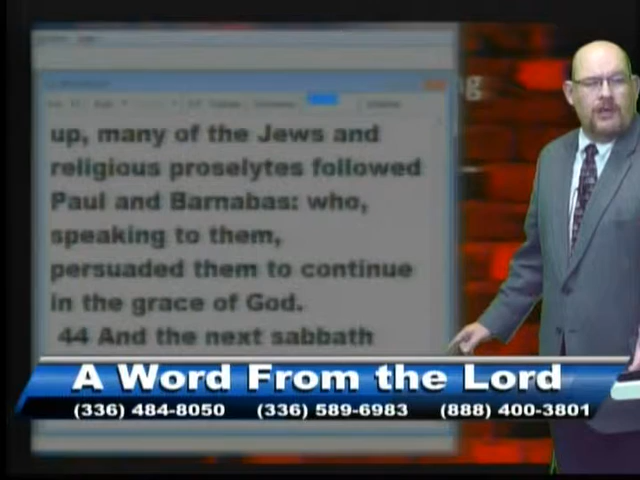 up, many of the Jews and
religious proselytes followed
Paul and Barnabas: who,
speaking to them,
persuaded them to continue
in the grace of God.
44 And the next sabbath
A Word From the Lord
(336) 484-8050 (336) 589-6983 (888) 400-3801